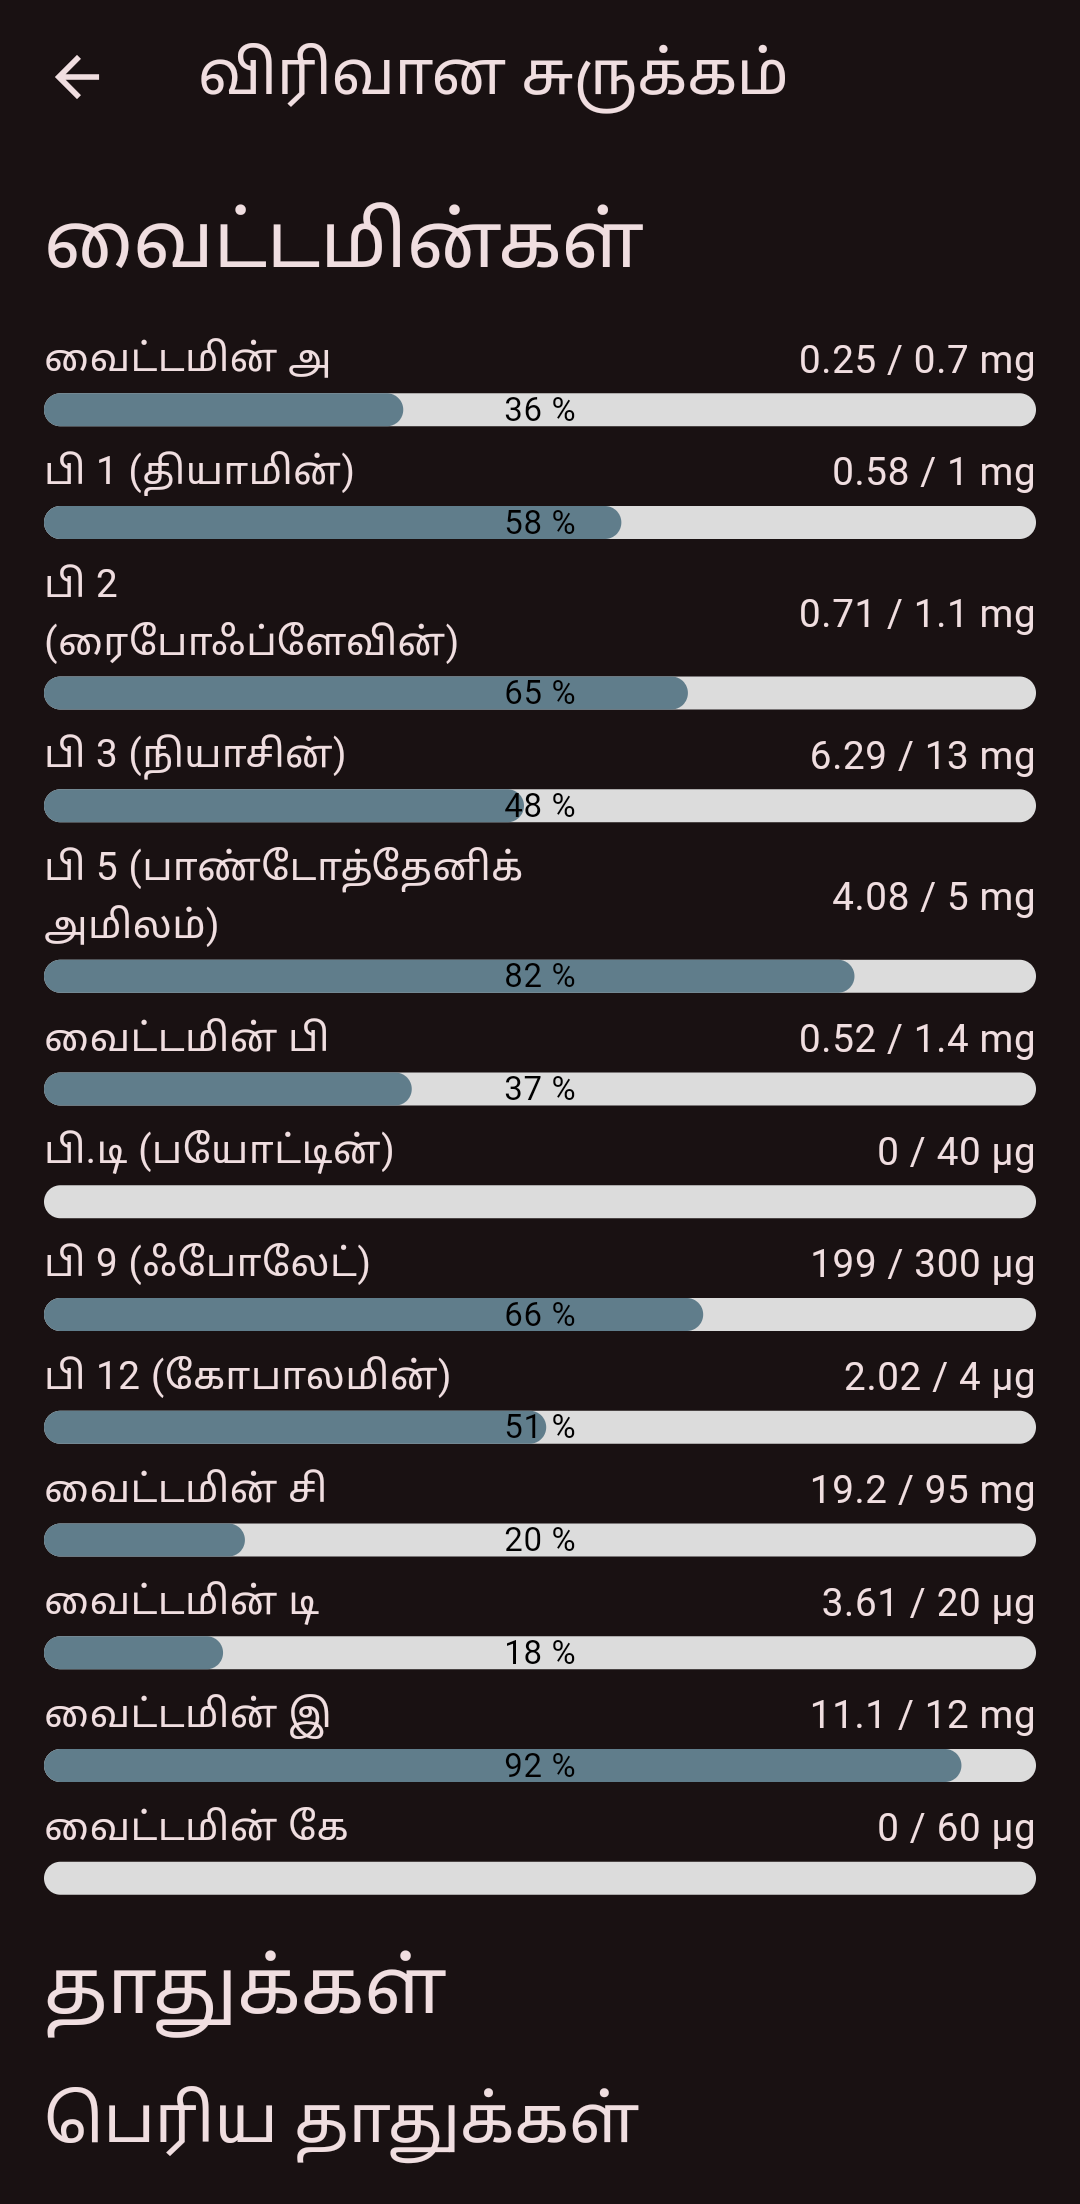 விரிவான சுருக்கம்
வைட்டமின்கள்
வைட்டமின் அ 0.25 / 0.7 mg
36 %
பி 1 (தியாமின்) 0.58 / 1 mg
58 %
பி 2
(ரைபோஃப்ளேவின்) 0.71 / 1.1 mg
65 %
பி 3 (நியாசின்) 6.29 / 13 mg
48 %
பி 5 (பாண்டோத்தேனிக்
அமிலம்) 4.08 / 5 mg
82 %
வைட்டமின் பி 0.52 / 1.4 mg
37 %
பி.டி (பயோட்டின்) 0 / 40 µg
பி 9 (ஃபோலேட்) 199 / 300 µg
66 %
பி 12 (கோபாலமின்) 2.02 / 4 µg
51 %
வைட்டமின் சி 19.2 / 95 mg
20 %
வைட்டமின் டி 3.61 / 20 µg
18 %
வைட்டமின் இ 11.1 / 12 mg
92 %
வைட்டமின் கே 0 / 60 µg
தாதுக்கள்
பெரிய தாதுக்கள்